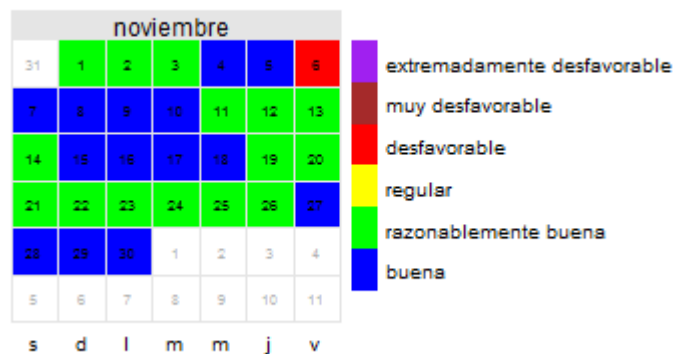 noviembre
31 1 2 3 4 5 6
7 8 9 10 11 12 13
14 15 16 17 18 19 20
21 22 23 24 25 26 27
28 29 30 1 2 3 4
5 6 7 8 9 10 11
s d l m m j v
extremadamente desfavorable
muy desfavorable
desfavorable
regular
razonablemente buena
buena